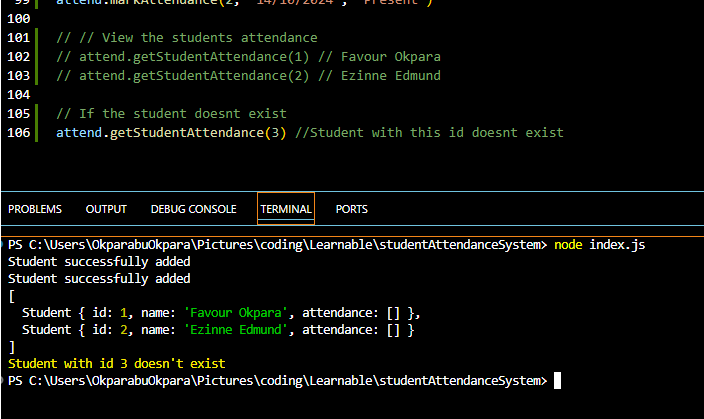 99 attend.markAttendance(2, "14/10/2024", "Present")
100
101 // // View the students attendance
102 // attend.getStudentAttendance(1) // Favour Okpara
103 // attend.getStudentAttendance(2) // Ezinne Edmund
104
105 // If the student doesnt exist
106 attend.getStudentAttendance(3) //Student with this id doesnt exist
PROBLEMS OUTPUT DEBUG CONSOLE TERMINAL PORTS
PS C:\Users\OkparabuOkpara\Pictures\coding\Learnable\studentAttendanceSystem> node index.js
Student successfully added
Student successfully added
[
Student { id: 1, name: 'Favour Okpara', attendance: [] },
Student { id: 2, name: 'Ezinne Edmund', attendance: [] }
]
Student with id 3 doesn't exist
PS C:\Users\OkparabuOkpara\Pictures\coding\Learnable\studentAttendanceSystem>